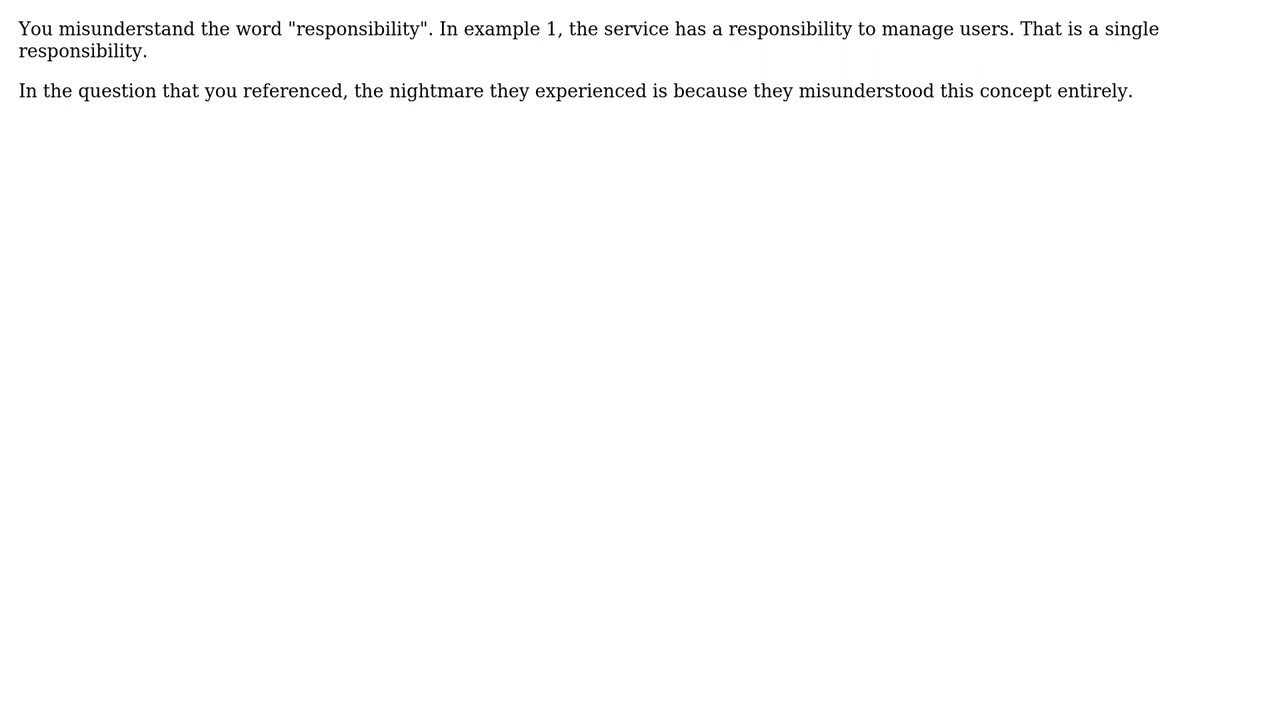 You misunderstand the word "responsibility". In example 1, the service has a responsibility to manage users. That is a single
responsibility.
In the question that you referenced, the nightmare they experienced is because they misunderstood this concept entirely.